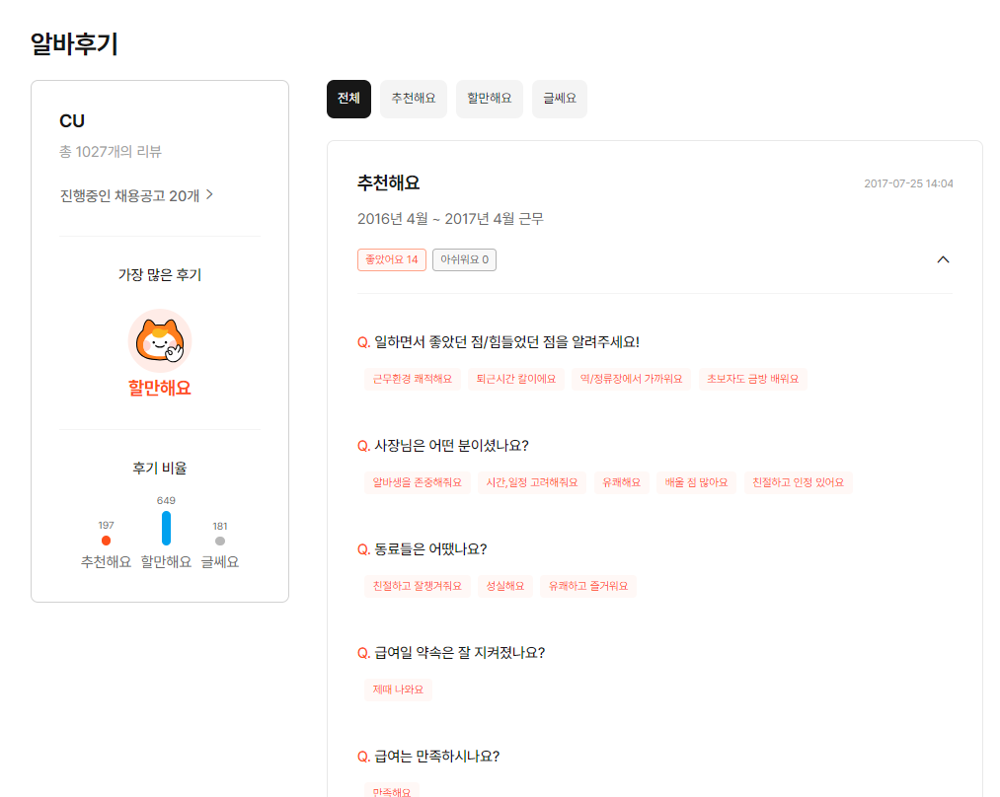 알바후기
CU
총 1027개의 리뷰
진행중인 채용공고 20개
가장 많은 후기
할만해요
후기 비율
197
649
181
추천해요 할만해요 글쎄요
전체 추천해요 할만해요 글쎄요
추천해요
2017-07-25 14:04
2016년 4월 ~ 2017년 4월 근무
좋았어요 14 아쉬워요 0
Q. 일하면서 좋았던 점/힘들었던 점을 알려주세요!
근무환경 쾌적해요 퇴근시간 칼이에요 역/정류장에서 가까워요 초보자도 금방 배워요
Q. 사장님은 어떤 분이셨나요?
알바생을 존중해줘요 시간,일정 고려해줘요 유쾌해요 배울 점 많아요 친절하고 인정 있어요
Q. 동료들은 어땠나요?
친절하고 잘챙겨줘요 성실해요 유쾌하고 즐거워요
Q. 급여일 약속은 잘 지켜졌나요?
제때 나와요
Q. 급여는 만족하시나요?
만족해요